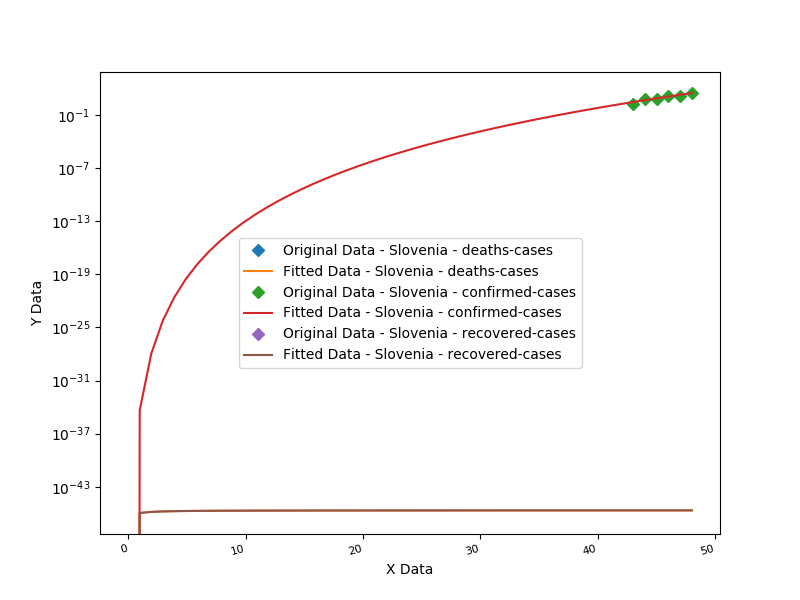 10^-1
10^-7
10^-13
10^-19
10^-25
10^-31
10^-37
10^-43
Y Data
Original Data - Slovenia - deaths-cases
Fitted Data - Slovenia - deaths-cases
Original Data - Slovenia - confirmed-cases
Fitted Data - Slovenia - confirmed-cases
Original Data - Slovenia - recovered-cases
Fitted Data - Slovenia - recovered-cases
0 10 20 30 40 50
X Data